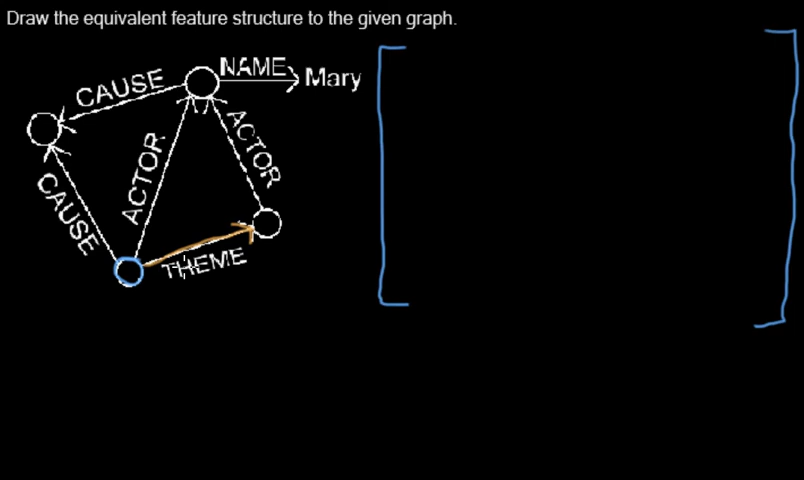 Draw the equivalent feature structure to the given graph.
NAME Mary
CAUSE
ACTOR
ACTOR
CAUSE
THEME